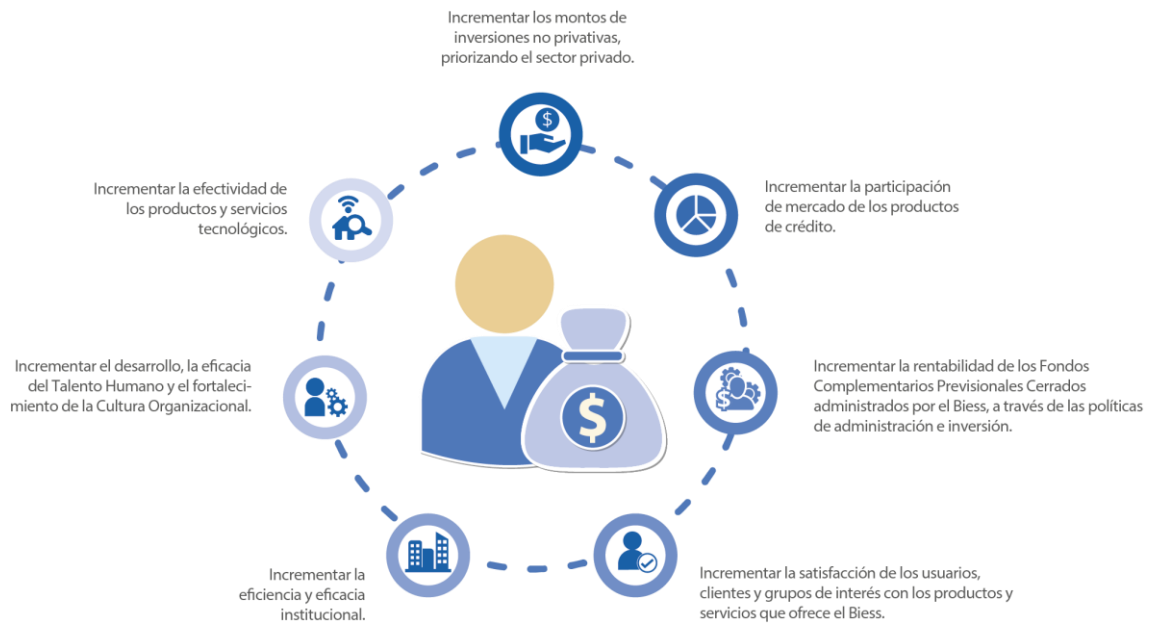 Incrementar los montos de
inversiones no privativas,
priorizando el sector privado.
$
Incrementar la participación
de mercado de los productos
de crédito.
Incrementar la rentabilidad de los Fondos
Complementarios Previsionales Cerrados
administrados por el Biess, a través de las políticas
de administración e inversión.
$
Incrementar la satisfacción de los usuarios,
clientes y grupos de interés con los productos y
servicios que ofrece el Biess.
Incrementar la
eficiencia y eficacia
institucional.
Incrementar el desarrollo, la eficacia
del Talento Humano y el fortaleci-
miento de la Cultura Organizacional.
Incrementar la efectividad de
los productos y servicios
tecnológicos.
$